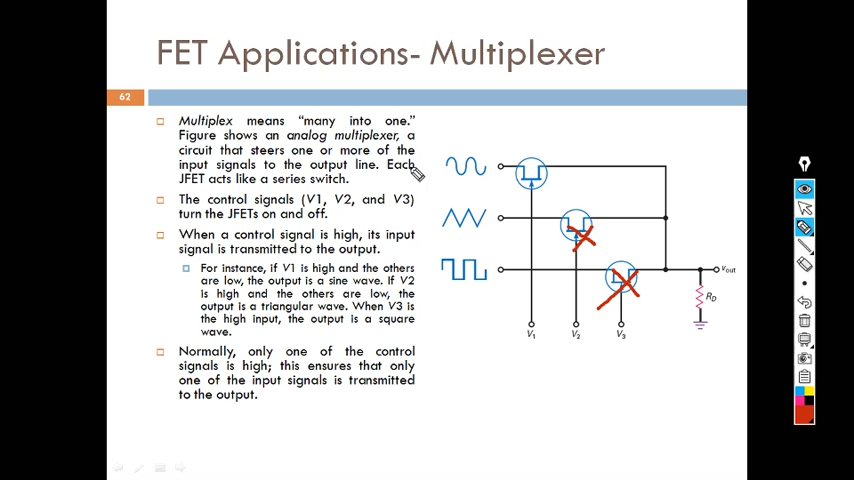 FET Applications- Multiplexer
62
Multiplex means “many into one.”
Figure shows an analog multiplexer, a
circuit that steers one or more of the
input signals to the output line. Each
JFET acts like a series switch.
The control signals (V1, V2, and V3)
turn the JFETs on and off.
When a control signal is high, its input
signal is transmitted to the output.
For instance, if V1 is high and the others
are low, the output is a sine wave. If V2
is high and the others are low, the
output is a triangular wave. When V3 is
the high input, the output is a square
wave.
Normally, only one of the control
signals is high; this ensures that only
one of the input signals is transmitted
to the output.
vout
RD
V1
V2
V3